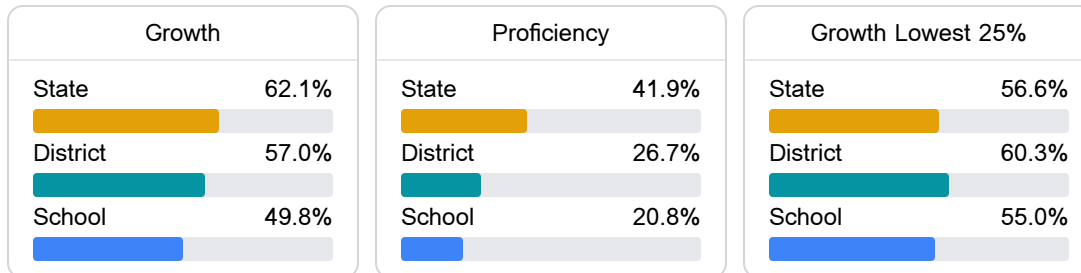 Growth
State 62.1%
District 57.0%
School 49.8%
Proficiency
State 41.9%
District 26.7%
School 20.8%
Growth Lowest 25%
State 56.6%
District 60.3%
School 55.0%